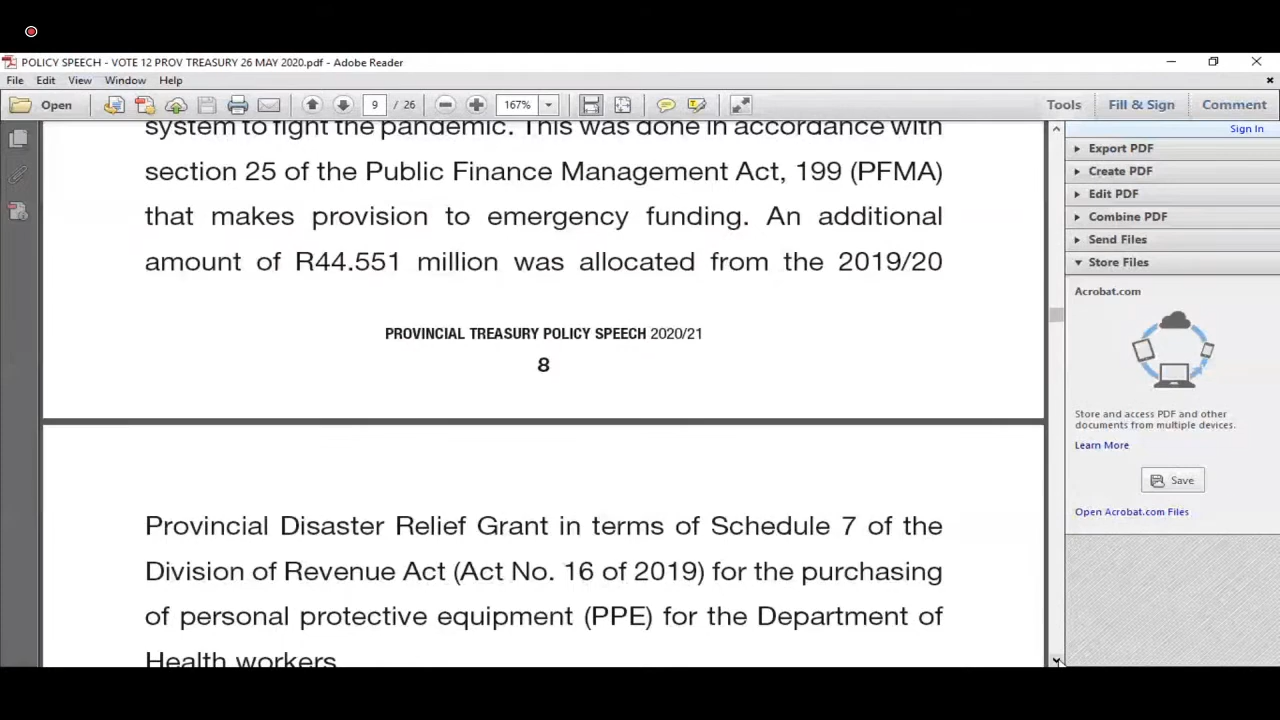 POLICY SPEECH - VOTE 12 PROV TREASURY 26 MAY 2020.pdf - Adobe Reader
File Edit View Window Help
Open 9 / 26 167% Tools Fill & Sign Comment
Sign In
system to fight the pandemic. This was done in accordance with
section 25 of the Public Finance Management Act, 199 (PFMA)
that makes provision to emergency funding. An additional
amount of R44.551 million was allocated from the 2019/20
PROVINCIAL TREASURY POLICY SPEECH 2020/21
8
Provincial Disaster Relief Grant in terms of Schedule 7 of the
Division of Revenue Act (Act No. 16 of 2019) for the purchasing
of personal protective equipment (PPE) for the Department of
Health workers.
Export PDF
Create PDF
Edit PDF
Combine PDF
Send Files
Store Files
Acrobat.com
Store and access PDF and other
documents from multiple devices.
Learn More
Save
Open Acrobat.com Files